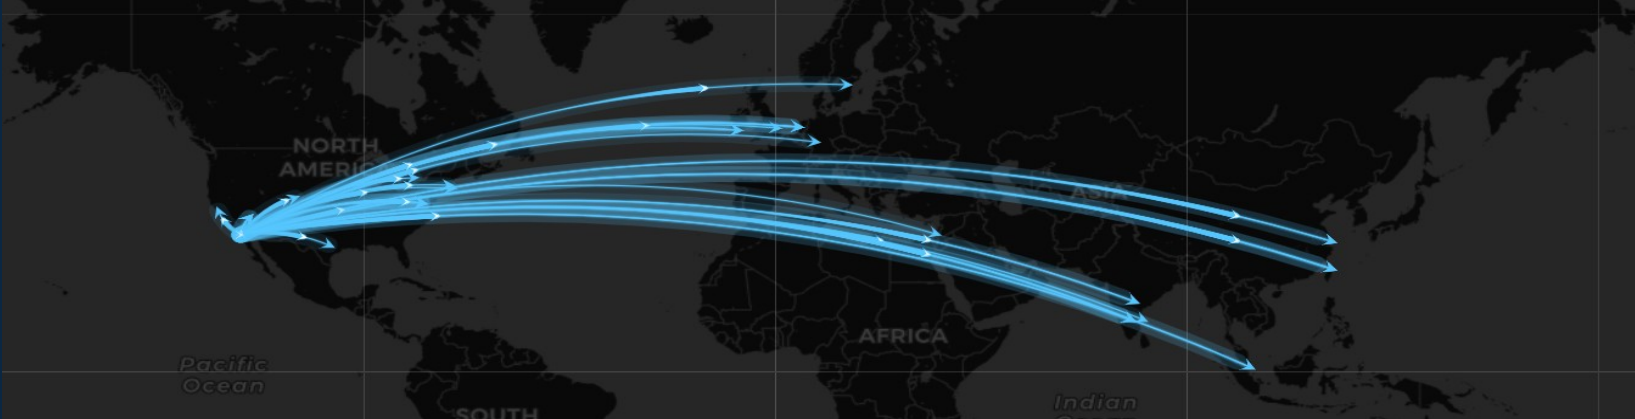 NORTH
AMERIC
ASIA
AFRICA
Pacific
Ocean
SOUTH
Indian